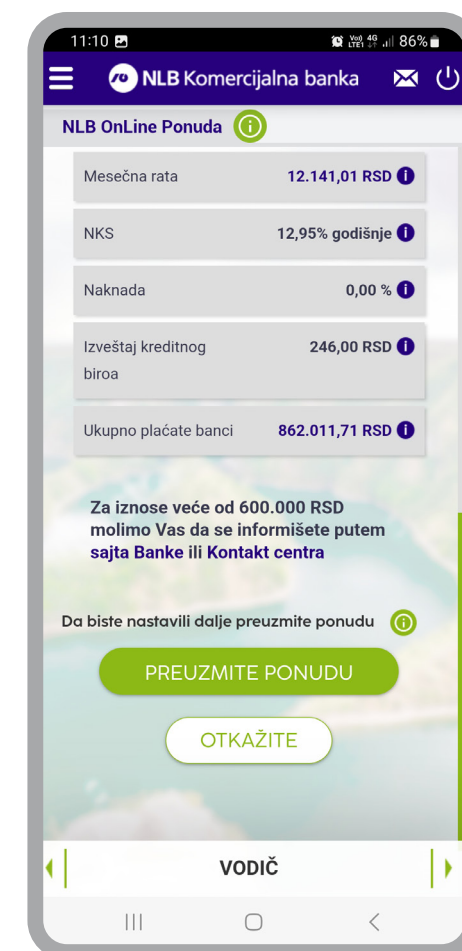 11:10
Vo) 4G 86%
LTE1
NLB Komercijalna banka
NLB OnLine Ponuda
Mesečna rata 12.141,01 RSD
NKS 12,95% godišnje
Naknada 0,00 %
Izveštaj kreditnog 246,00 RSD
biroa
Ukupno plaćate banci 862.011,71 RSD
Za iznose veće od 600.000 RSD
molimo Vas da se informišete putem
sajta Banke ili Kontakt centra
Da biste nastavili dalje preuzmite ponudu
PREUZMITE PONUDU
OTKAŽITE
VODIČ